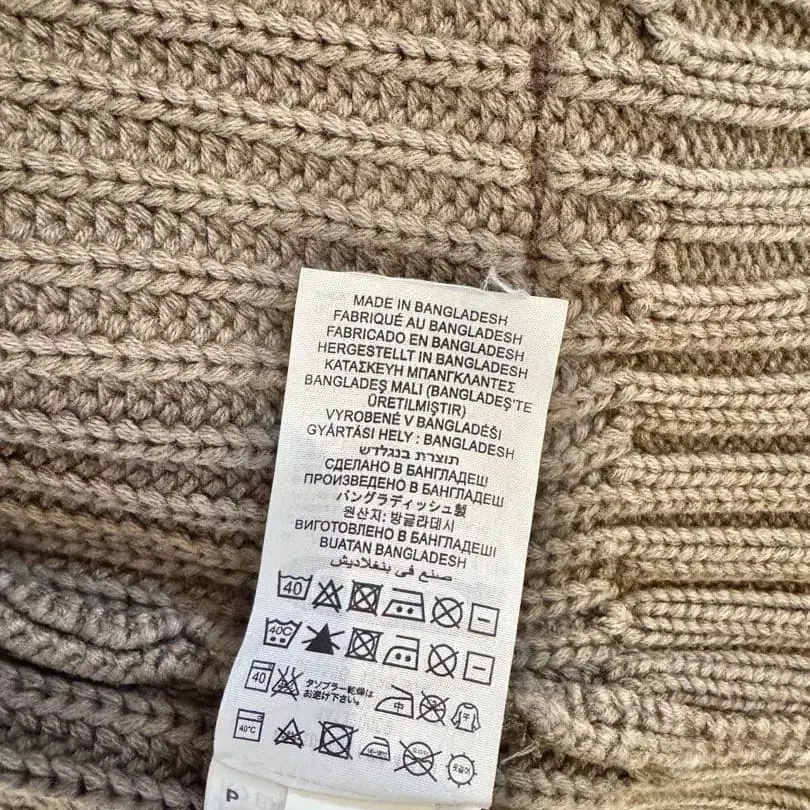 MADE IN BANGLADESH
FABRIQUÉ AU BANGLADESH
FABRICADO EN BANGLADESH
HERGESTELLT IN BANGLADESH
ΚΑΤΑΣΚΕΥΗ ΜΠΑΝΓΚΛΑΝΤΕΣ
BANGLADEŞ MALI (BANGLADEŞ'TE
ÜRETILMIŞTIR)
VYROBENÉ V BANGLADÉŠI
GYÁRTÁSI HELY : BANGLADESH
תוצרת בנגלדש
СДЕЛАНО В БАНГЛАДЕШ
ПРОИЗВЕДЕНО В БАНГЛАДЕШ
バングラディッシュ製
원산지: 방글라데시
ВИГОТОВЛЕНО В БАНГЛАДЕШІ
BUATAN BANGLADESH
صنع في بنغلاديش
40
40C
40
タンブラー乾燥は
お避け下さい。
40°C
P